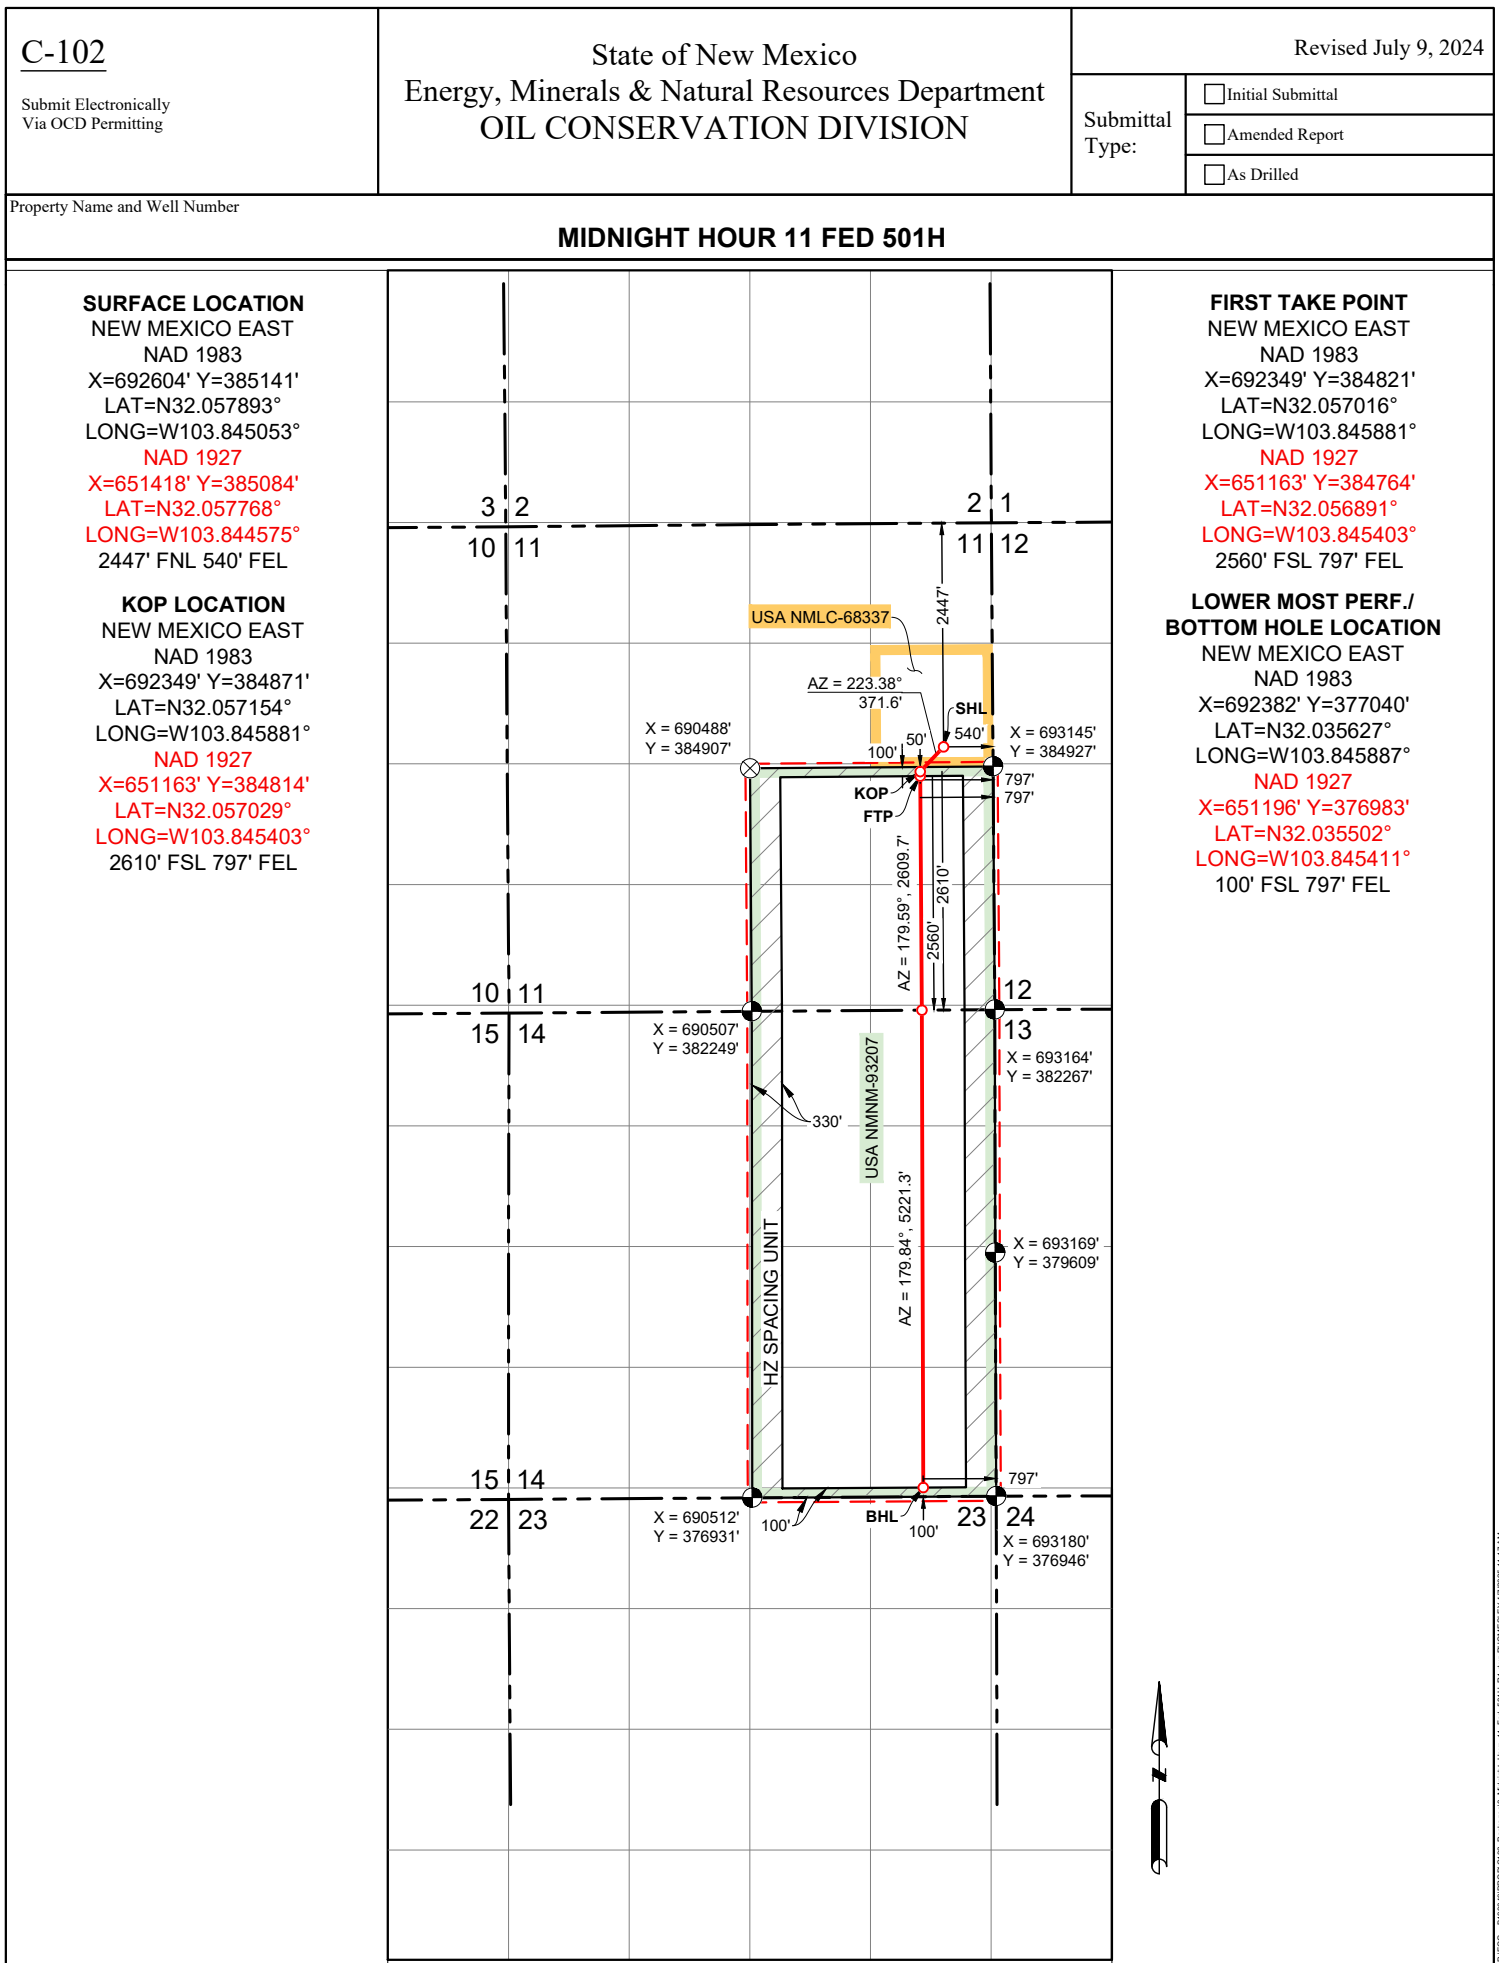 C-102
Submit Electronically
Via OCD Permitting
State of New Mexico
Energy, Minerals & Natural Resources Department
OIL CONSERVATION DIVISION
Revised July 9, 2024
Submittal
Type:
Initial Submittal
Amended Report
As Drilled
Property Name and Well Number
MIDNIGHT HOUR 11 FED 501H
SURFACE LOCATION
NEW MEXICO EAST
NAD 1983
X=692604' Y=385141'
LAT=N32.057893°
LONG=W103.845053°
NAD 1927
X=651418' Y=385084'
LAT=N32.057768°
LONG=W103.844575°
2447' FNL 540' FEL
KOP LOCATION
NEW MEXICO EAST
NAD 1983
X=692349' Y=384871'
LAT=N32.057154°
LONG=W103.845881°
NAD 1927
X=651163' Y=384814'
LAT=N32.057029°
LONG=W103.845403°
2610' FSL 797' FEL
3 2
10 11
2 1
11 12
2447'
USA NMLC-68337
AZ = 223.38°
371.6'
SHL
540'
50'
100'
X = 690488'
Y = 384907'
X = 693145'
Y = 384927'
KOP
FTP
797'
797'
AZ = 179.59°, 2609.7'
2560'
2610'
10 11
15 14
12
13
X = 690507'
Y = 382249'
X = 693164'
Y = 382267'
USA NMNM-93207
330'
HZ SPACING UNIT
AZ = 179.84°, 5221.3'
X = 693169'
Y = 379609'
15 14
22 23
797'
X = 690512'
Y = 376931'
100'
BHL
100'
23 24
X = 693180'
Y = 376946'
FIRST TAKE POINT
NEW MEXICO EAST
NAD 1983
X=692349' Y=384821'
LAT=N32.057016°
LONG=W103.845881°
NAD 1927
X=651163' Y=384764'
LAT=N32.056891°
LONG=W103.845403°
2560' FSL 797' FEL
LOWER MOST PERF./
BOTTOM HOLE LOCATION
NEW MEXICO EAST
NAD 1983
X=692382' Y=377040'
LAT=N32.035627°
LONG=W103.845887°
NAD 1927
X=651196' Y=376983'
LAT=N32.035502°
LONG=W103.845411°
100' FSL 797' FEL
N